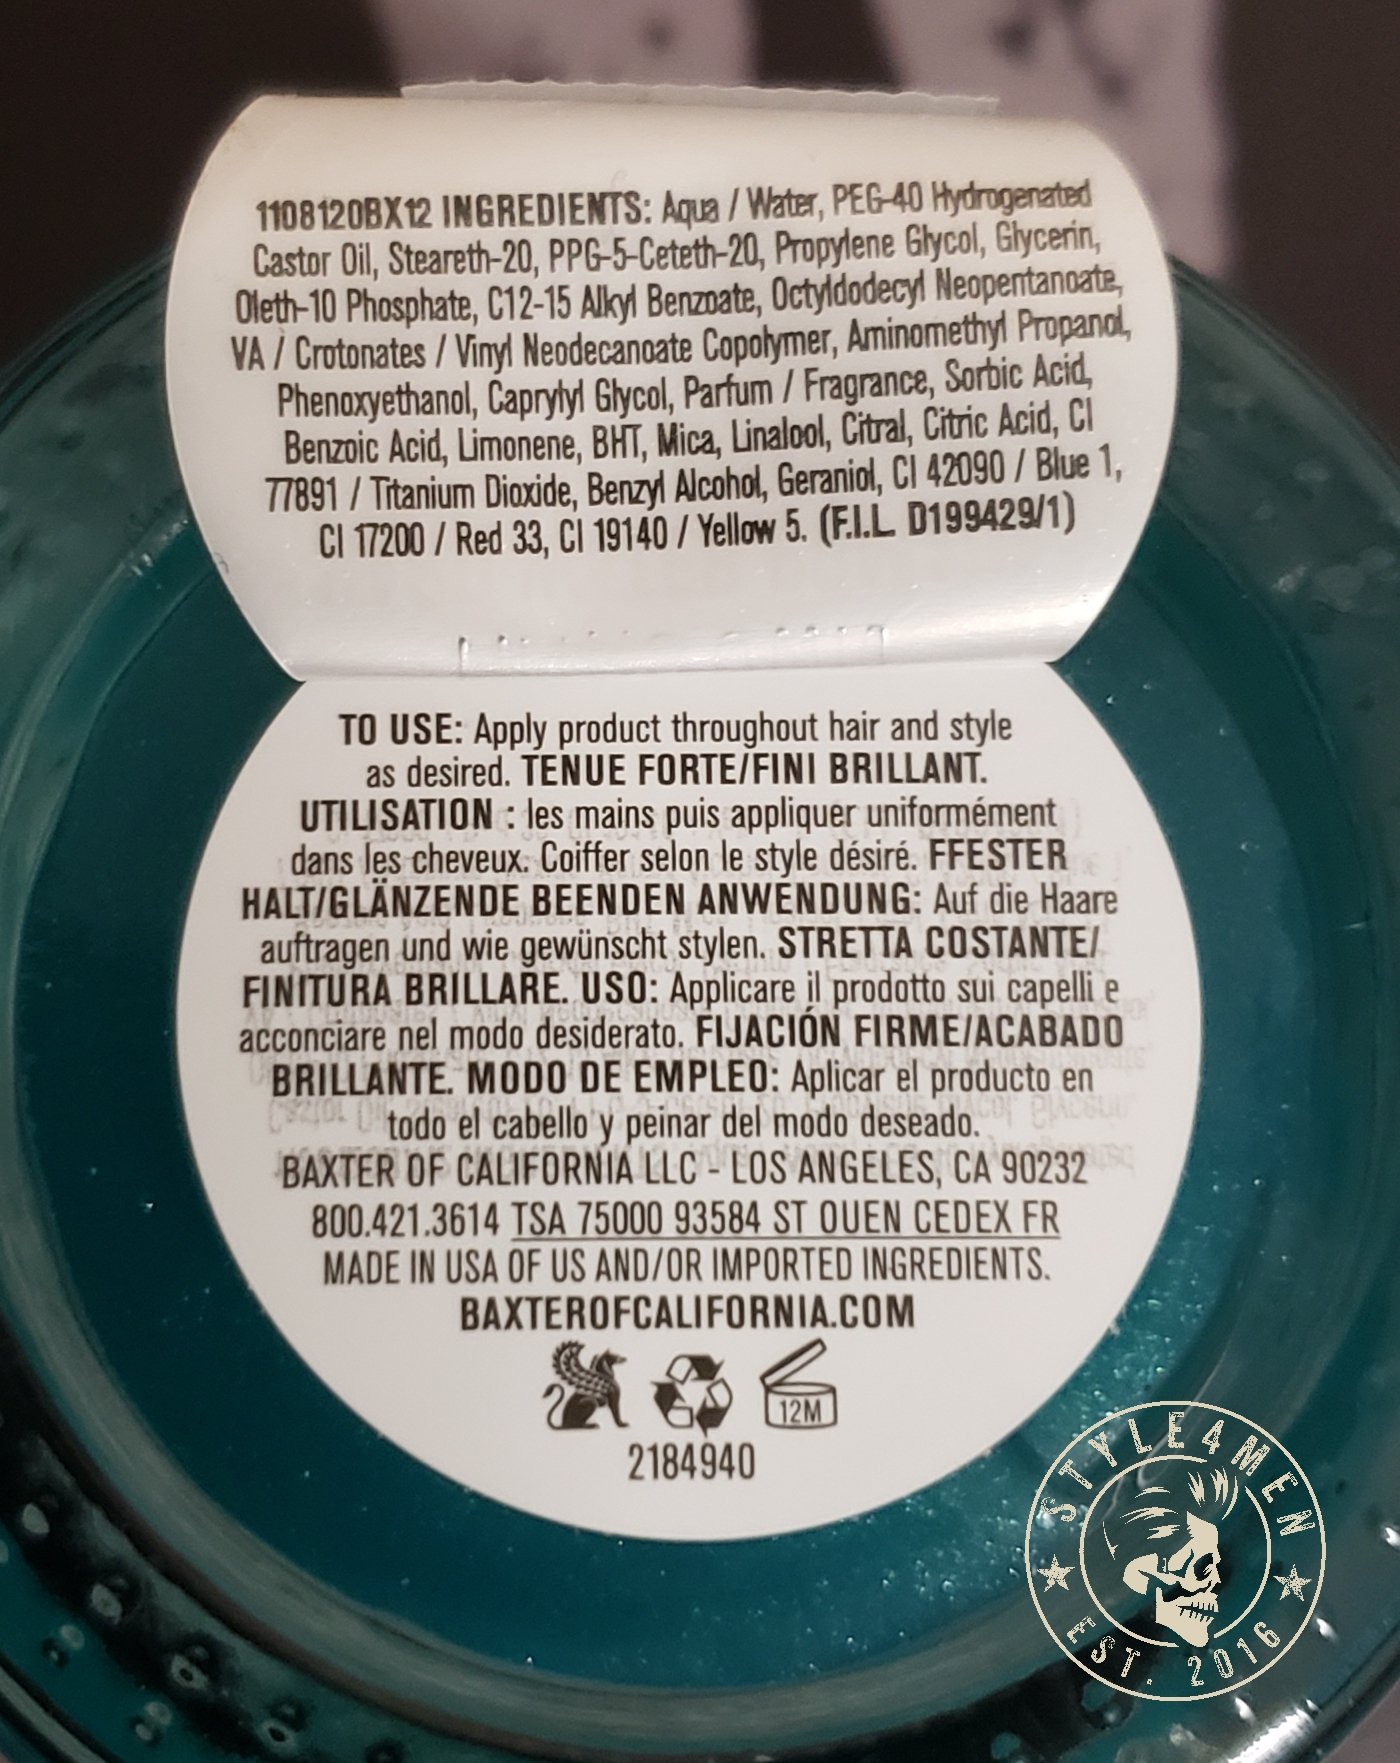 1108120BX12 INGREDIENTS: Aqua / Water, PEG-40 Hydrogenated
Castor Oil, Steareth-20, PPG-5-Ceteth-20, Propylene Glycol, Glycerin,
Oleth-10 Phosphate, C12-15 Alkyl Benzoate, Octyldodecyl Neopentanoate,
VA / Crotonates / Vinyl Neodecanoate Copolymer, Aminomethyl Propanol,
Phenoxyethanol, Caprylyl Glycol, Parfum / Fragrance, Sorbic Acid,
Benzoic Acid, Limonene, BHT, Mica, Linalool, Citral, Citric Acid, CI
77891 / Titanium Dioxide, Benzyl Alcohol, Geraniol, CI 42090 / Blue 1,
CI 17200 / Red 33, CI 19140 / Yellow 5. (F.I.L. D199429/1)
TO USE: Apply product throughout hair and style
as desired. TENUE FORTE/FINI BRILLANT.
UTILISATION : les mains puis appliquer uniformément
dans les cheveux. Coiffer selon le style désiré. FFESTER
HALT/GLÄNZENDE BEENDEN ANWENDUNG: Auf die Haare
auftragen und wie gewünscht stylen. STRETTA COSTANTE/
FINITURA BRILLARE. USO: Applicare il prodotto sui capelli e
acconciare nel modo desiderato. FIJACIÓN FIRME/ACABADO
BRILLANTE. MODO DE EMPLEO: Aplicar el producto en
todo el cabello y peinar del modo deseado.
BAXTER OF CALIFORNIA LLC - LOS ANGELES, CA 90232
800.421.3614 TSA 75000 93584 ST OUEN CEDEX FR
MADE IN USA OF US AND/OR IMPORTED INGREDIENTS.
BAXTEROFCALIFORNIA.COM
12M
2184940
STYLE4MEN
EST. 2016